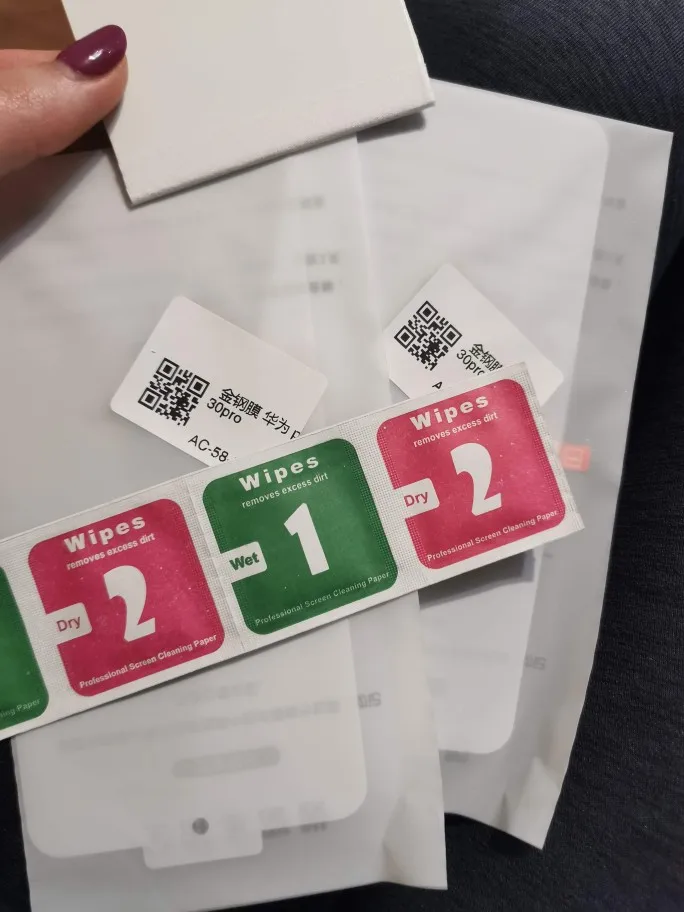 金钢膜 华为 p
30pro
AC-58
金钢膜
30pro
A
Wipes
removes excess dirt
2
Dry
Professional Screen Cleaning Paper
Wipes
removes excess dirt
1
Wet
Professional Screen Cleaning Paper
Wipes
removes excess dirt
2
Dry
Professional Screen Cleaning Paper
ning Paper